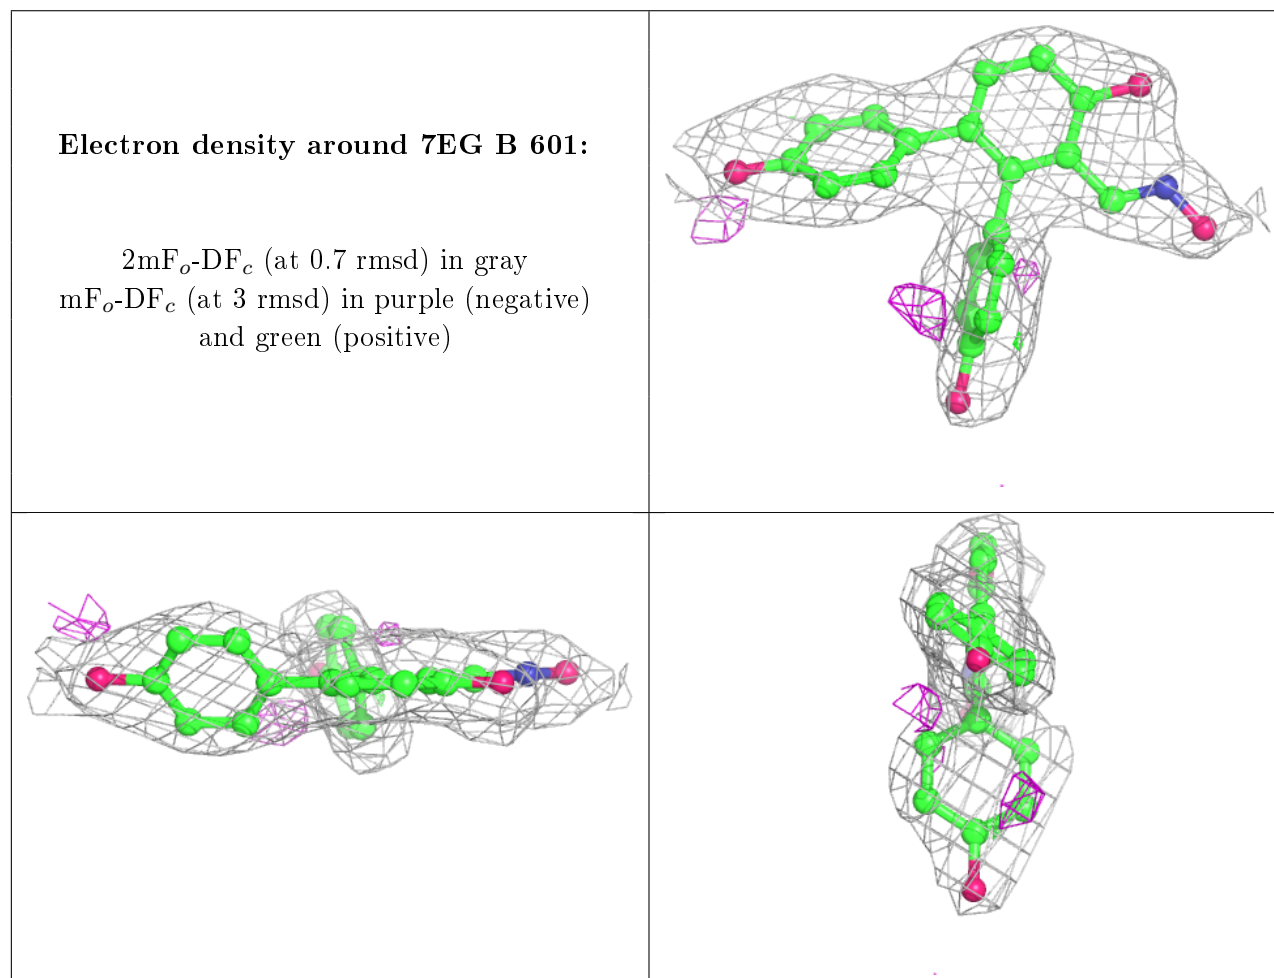 Electron density around 7EG B 601:
2mFo-DFc (at 0.7 rmsd) in gray
mFo-DFc (at 3 rmsd) in purple (negative)
and green (positive)